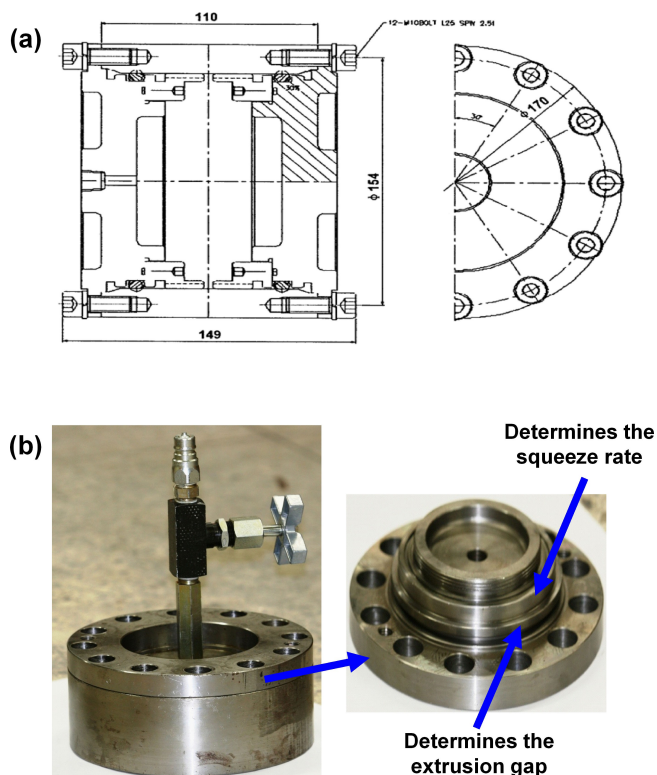 (a)
110
12-M10BOLT L25 SPW 2.5t
30%
ϕ154
149
30°
ϕ170
(b)
Determines the
squeeze rate
Determines the
extrusion gap